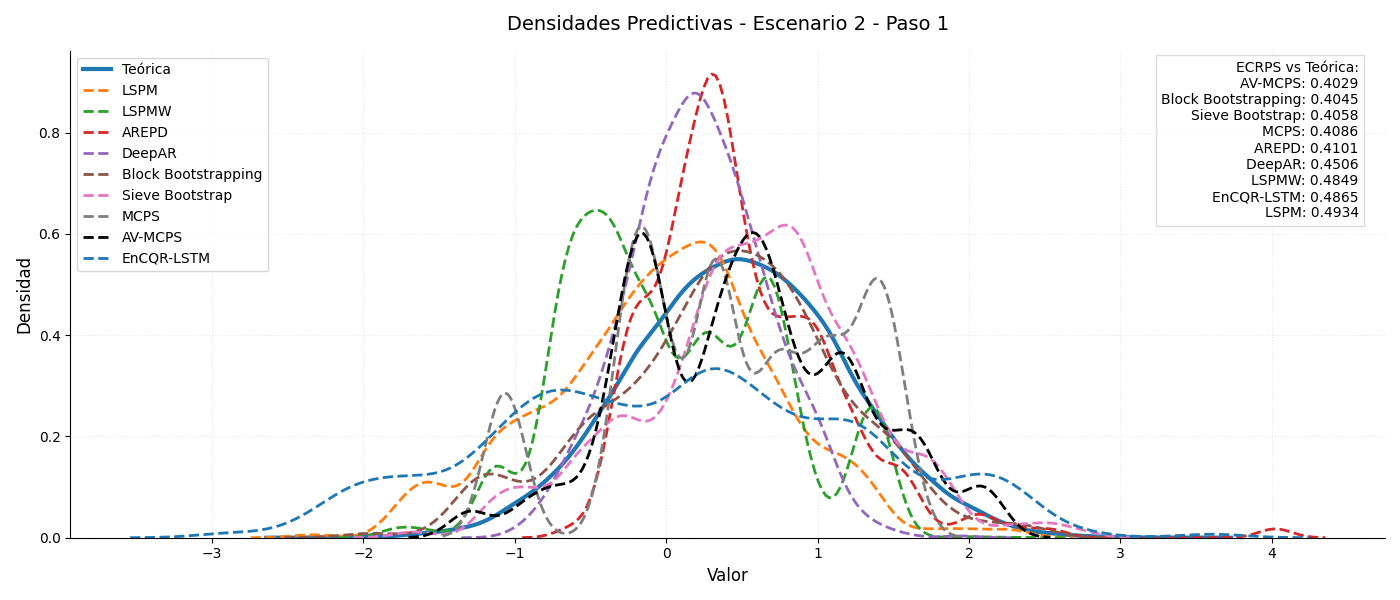 Densidades Predictivas - Escenario 2 - Paso 1
Teórica
LSPM
LSPMW
AREPD
DeepAR
Block Bootstrapping
Sieve Bootstrap
MCPS
AV-MCPS
EnCQR-LSTM
ECRPS vs Teórica:
AV-MCPS: 0.4029
Block Bootstrapping: 0.4045
Sieve Bootstrap: 0.4058
MCPS: 0.4086
AREPD: 0.4101
DeepAR: 0.4506
LSPMW: 0.4849
EnCQR-LSTM: 0.4865
LSPM: 0.4934
Densidad
0.8
0.6
0.4
0.2
0.0
−3
−2
−1
0
1
2
3
4
Valor